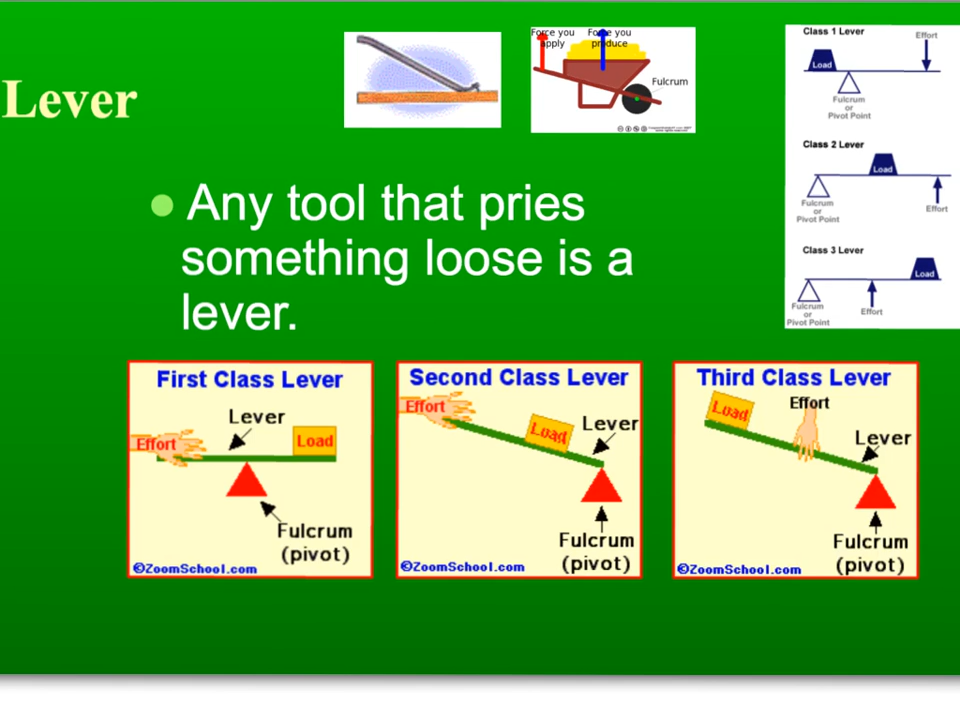 Lever
Force you
apply
Force you
produce
Fulcrum
Class 1 Lever
Effort
Load
Fulcrum
or
Pivot Point
Class 2 Lever
Load
Fulcrum
or
Pivot Point
Effort
Class 3 Lever
Load
Fulcrum
or
Pivot Point
Effort
Any tool that pries
something loose is a
lever.
First Class Lever
Lever
Effort
Load
Fulcrum
(pivot)
©ZoomSchool.com
Second Class Lever
Effort
Load
Lever
Fulcrum
(pivot)
©ZoomSchool.com
Third Class Lever
Load
Effort
Lever
Fulcrum
(pivot)
©ZoomSchool.com